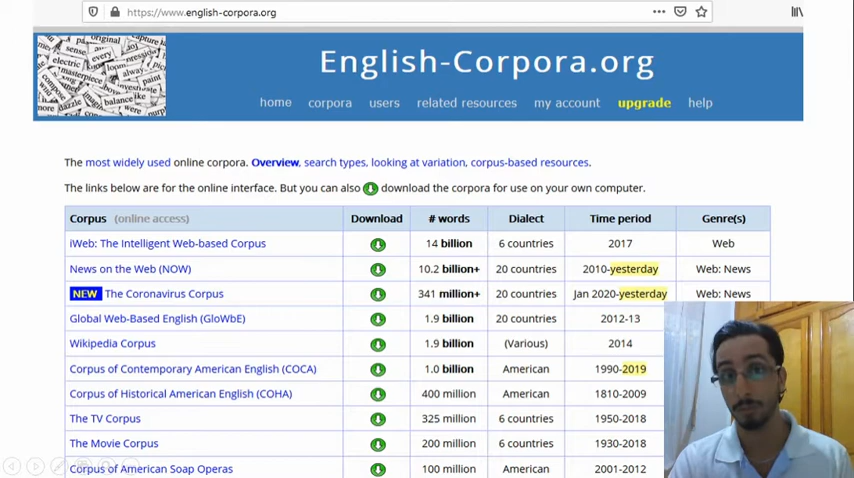 https://www.english-corpora.org
English-Corpora.org
home corpora users related resources my account upgrade help
The most widely used online corpora. Overview, search types, looking at variation, corpus-based resources.
The links below are for the online interface. But you can also download the corpora for use on your own computer.
Corpus (online access) Download # words Dialect Time period Genre(s)
iWeb: The Intelligent Web-based Corpus 14 billion 6 countries 2017 Web
News on the Web (NOW) 10.2 billion+ 20 countries 2010-yesterday Web: News
NEW The Coronavirus Corpus 341 million+ 20 countries Jan 2020-yesterday Web: News
Global Web-Based English (GloWbE) 1.9 billion 20 countries 2012-13
Wikipedia Corpus 1.9 billion (Various) 2014
Corpus of Contemporary American English (COCA) 1.0 billion American 1990-2019
Corpus of Historical American English (COHA) 400 million American 1810-2009
The TV Corpus 325 million 6 countries 1950-2018
The Movie Corpus 200 million 6 countries 1930-2018
Corpus of American Soap Operas 100 million American 2001-2012